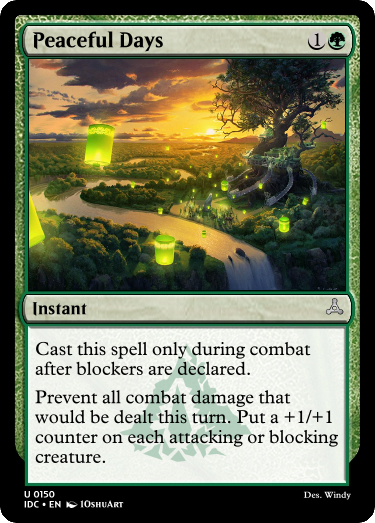 Peaceful Days 1
Instant
Cast this spell only during combat
after blockers are declared.
Prevent all combat damage that
would be dealt this turn. Put a +1/+1
counter on each attacking or blocking
creature.
U 0150
IDC • EN IOshuArt
Des. Windy